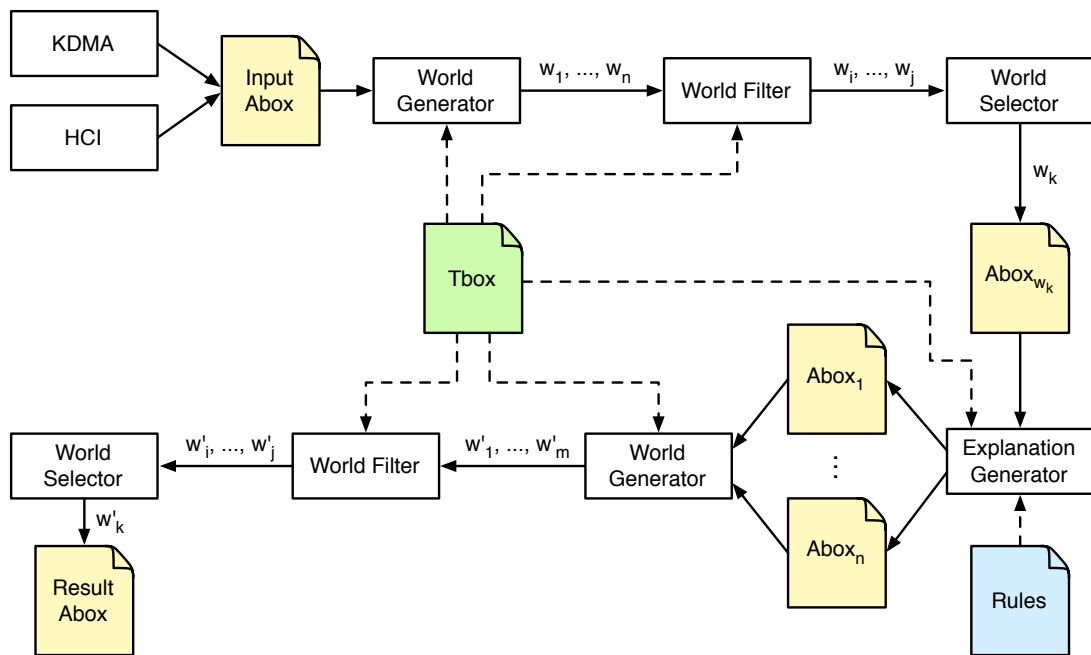 KDMA
HCI
Input
Abox
World
Generator
w1, ..., wn
World Filter
wi, ..., wj
World
Selector
wk
Aboxwk
Tbox
Abox1
⋮
Aboxn
Explanation
Generator
Rules
World
Generator
w'1, ..., w'm
World Filter
w'i, ..., w'j
World
Selector
w'k
Result
Abox